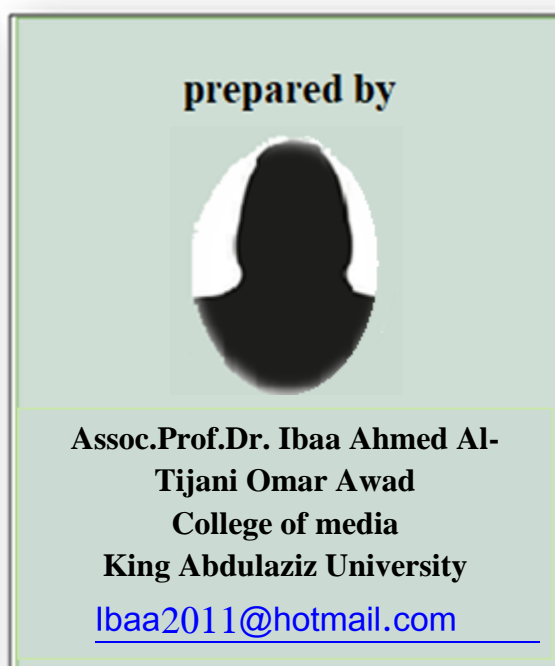 prepared by
Assoc.Prof.Dr. Ibaa Ahmed Al-
Tijani Omar Awad
College of media
King Abdulaziz University
Ibaa2011@hotmail.com